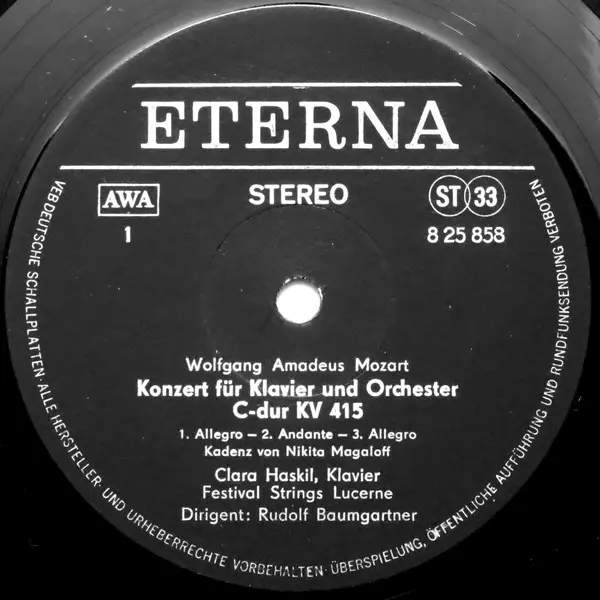 ETERNA
AWA
STEREO
ST 33
1
8 25 858
Wolfgang Amadeus Mozart
Konzert für Klavier und Orchester
C-dur KV 415
1. Allegro – 2. Andante – 3. Allegro
Kadenz von Nikita Magaloff
Clara Haskil, Klavier
Festival Strings Lucerne
Dirigent: Rudolf Baumgartner
VEB DEUTSCHE SCHALLPLATTEN · ALLE HERSTELLER- UND URHEBERRECHTE VORBEHALTEN · ÜBERSPIELUNG, ÖFFENTLICHE AUFFÜHRUNG UND RUNDFUNKSENDUNG VERBOTEN